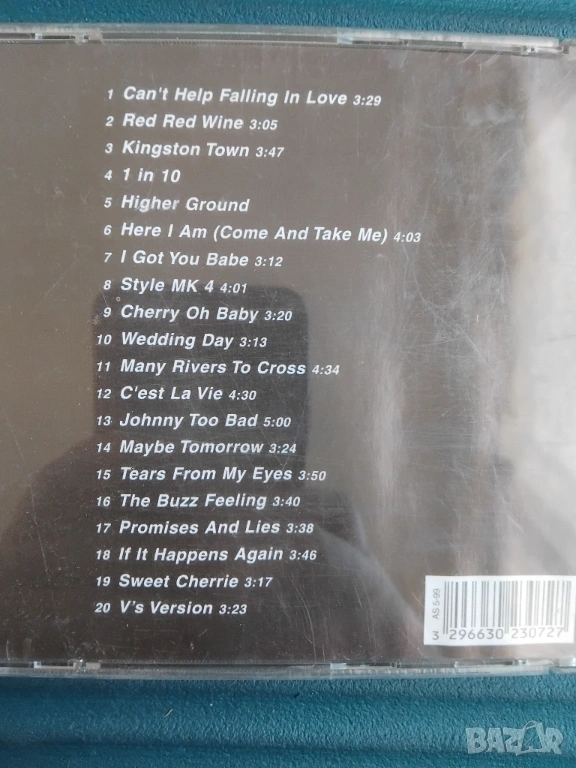 1 Can't Help Falling In Love 3:29
2 Red Red Wine 3:05
3 Kingston Town 3:47
4 1 in 10
5 Higher Ground
6 Here I Am (Come And Take Me) 4:03
7 I Got You Babe 3:12
8 Style MK 4 4:01
9 Cherry Oh Baby 3:20
10 Wedding Day 3:13
11 Many Rivers To Cross 4:34
12 C'est La Vie 4:30
13 Johnny Too Bad 5:00
14 Maybe Tomorrow 3:24
15 Tears From My Eyes 3:50
16 The Buzz Feeling 3:40
17 Promises And Lies 3:38
18 If It Happens Again 3:46
19 Sweet Cherrie 3:17
20 V's Version 3:23
AS 5-99
3 296630 230727
BAZAR